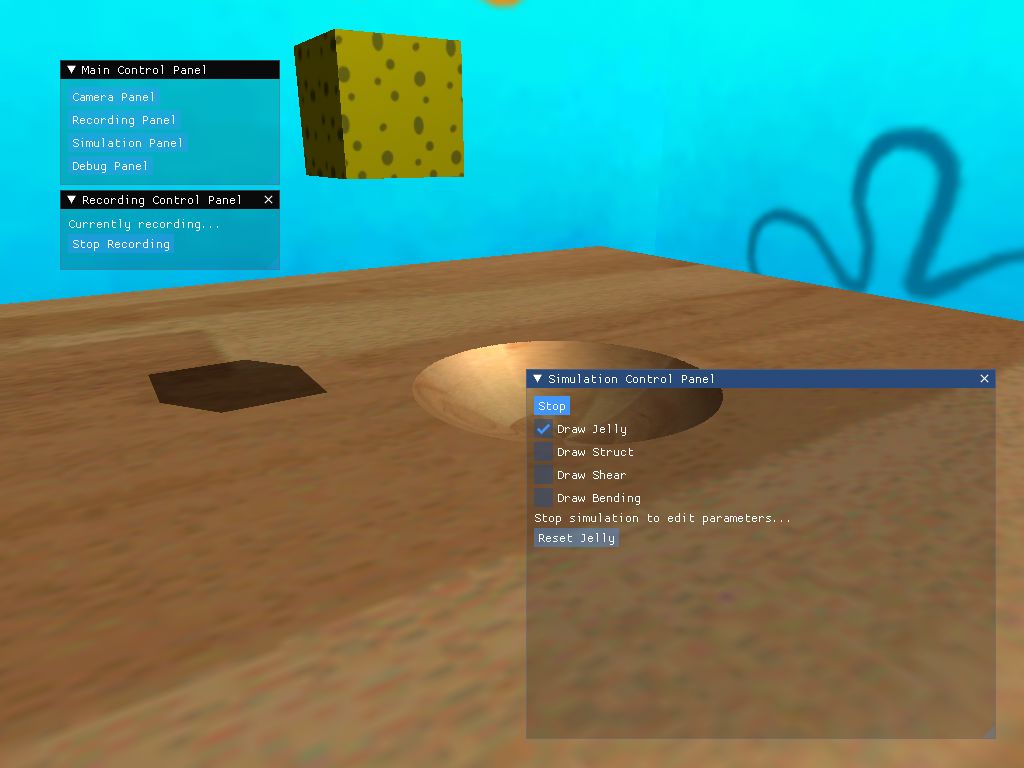 Main Control Panel
Camera Panel
Recording Panel
Simulation Panel
Debug Panel
Recording Control Panel
Currently recording...
Stop Recording
Simulation Control Panel
Stop
Draw Jelly
Draw Struct
Draw Shear
Draw Bending
Stop simulation to edit parameters...
Reset Jelly